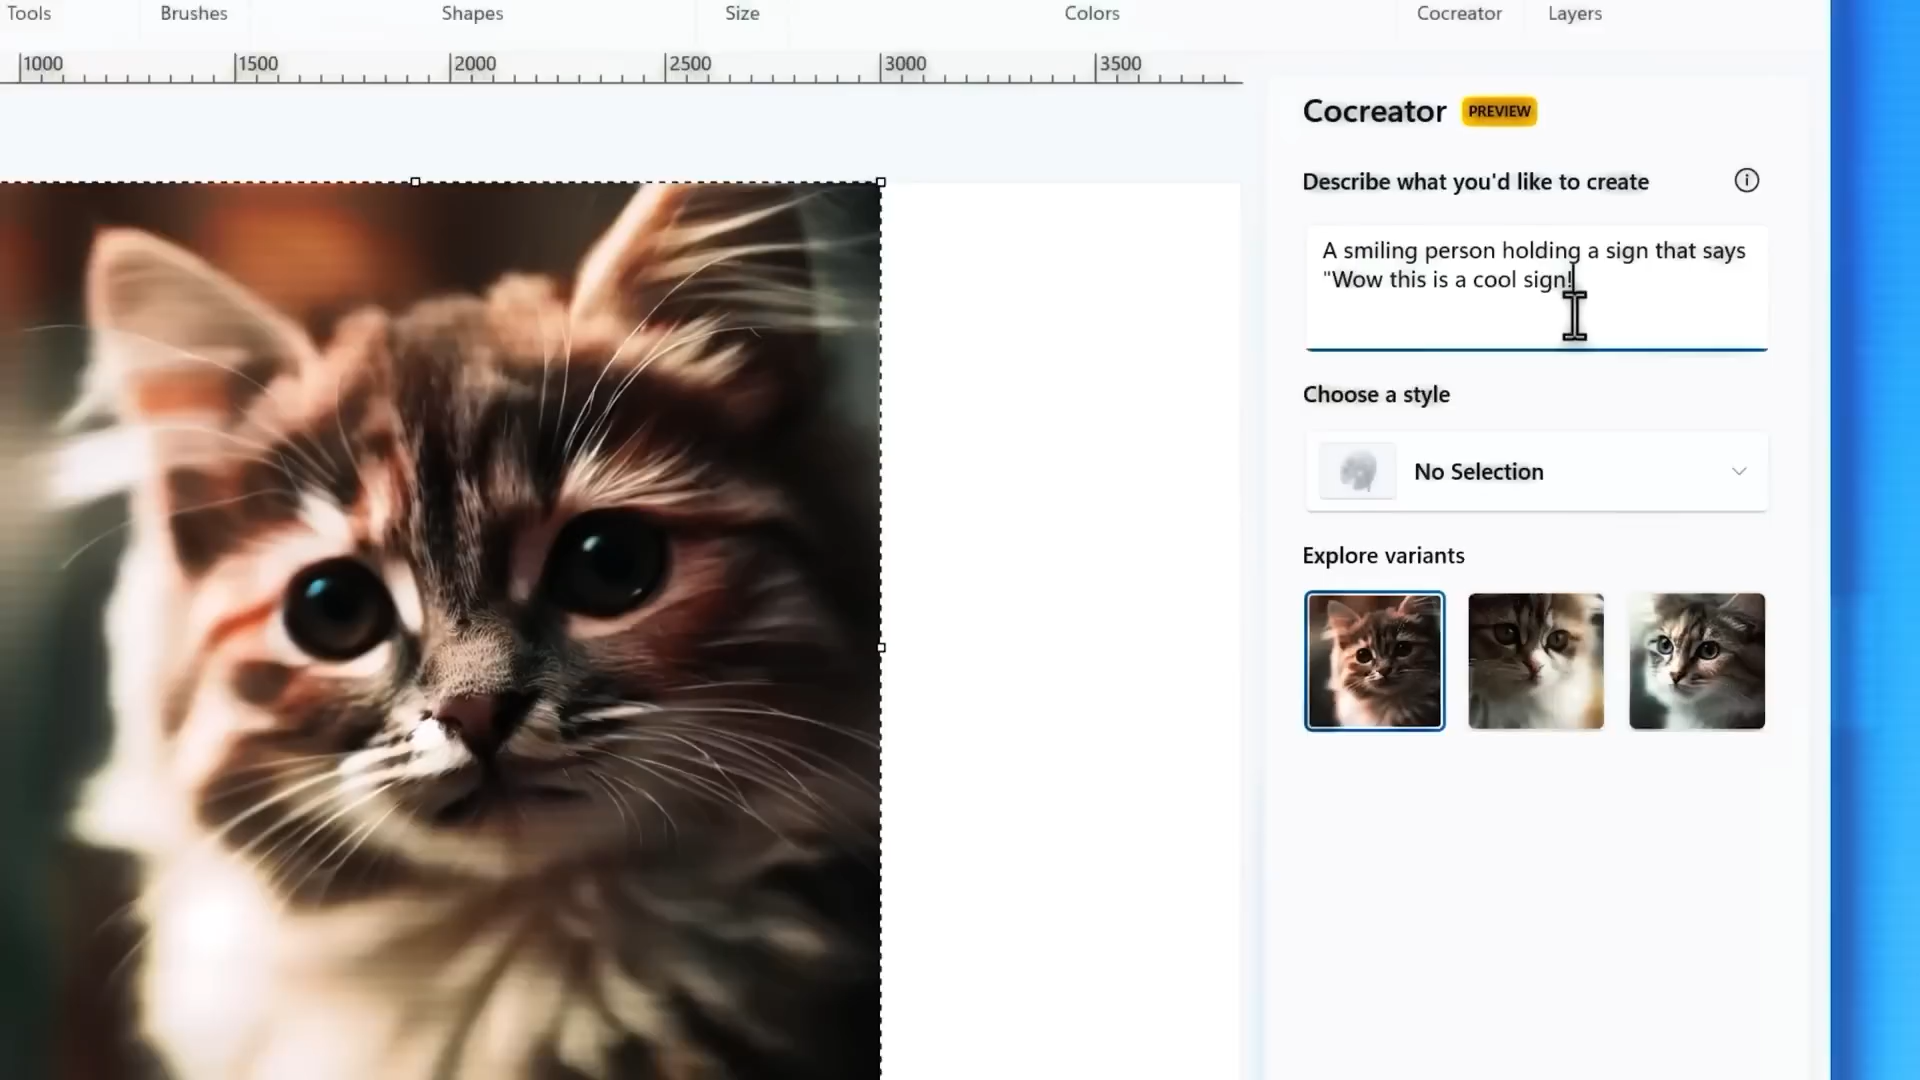 Tools Brushes Shapes Size Colors Cocreator Layers
1000 1500 2000 2500 3000 3500
Cocreator PREVIEW
Describe what you'd like to create
A smiling person holding a sign that says
"Wow this is a cool sign!
Choose a style
No Selection
Explore variants